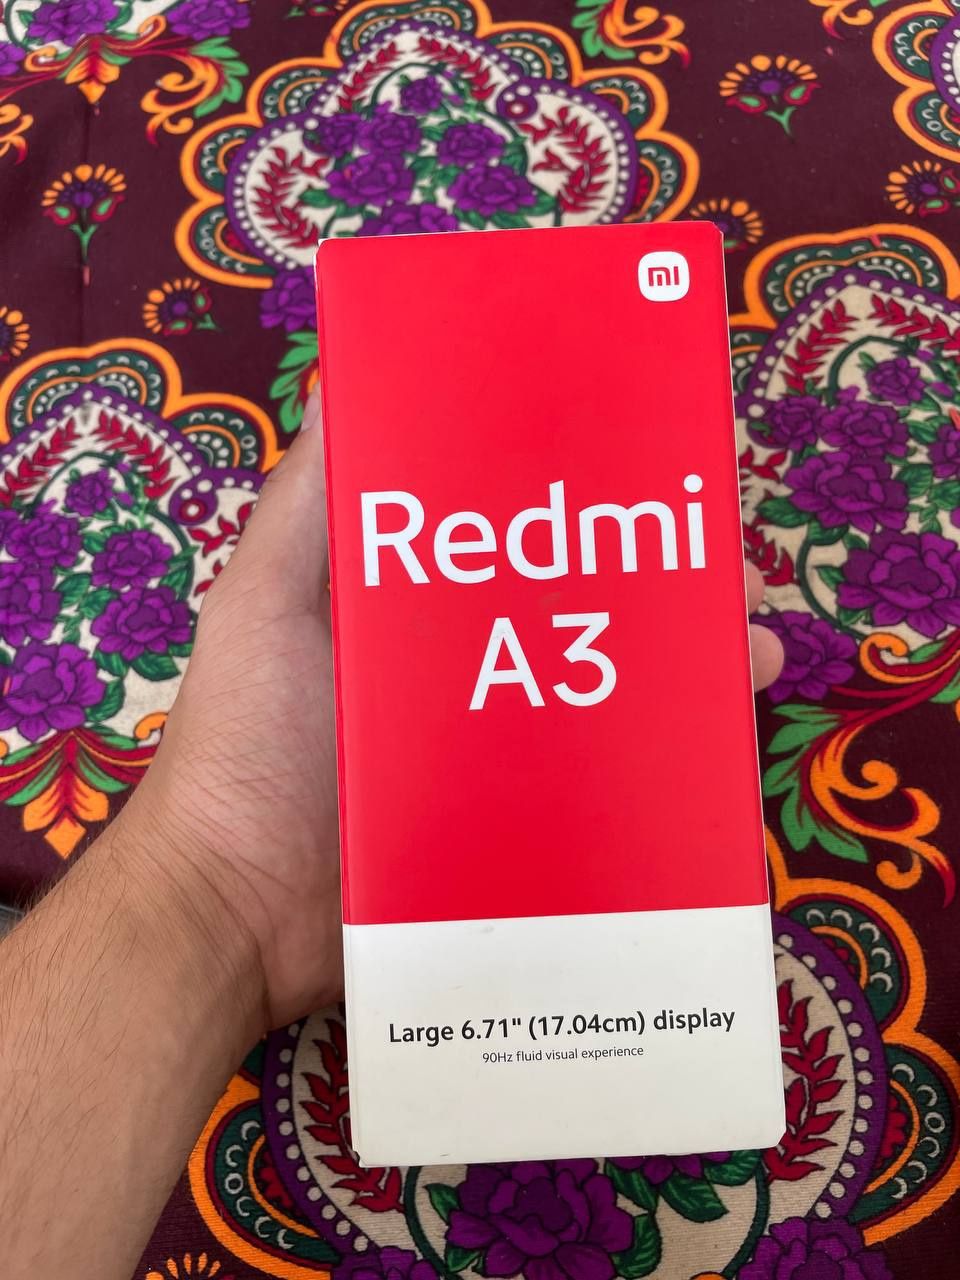 mi
Redmi
A3
Large 6.71" (17.04cm) display
90Hz fluid visual experience